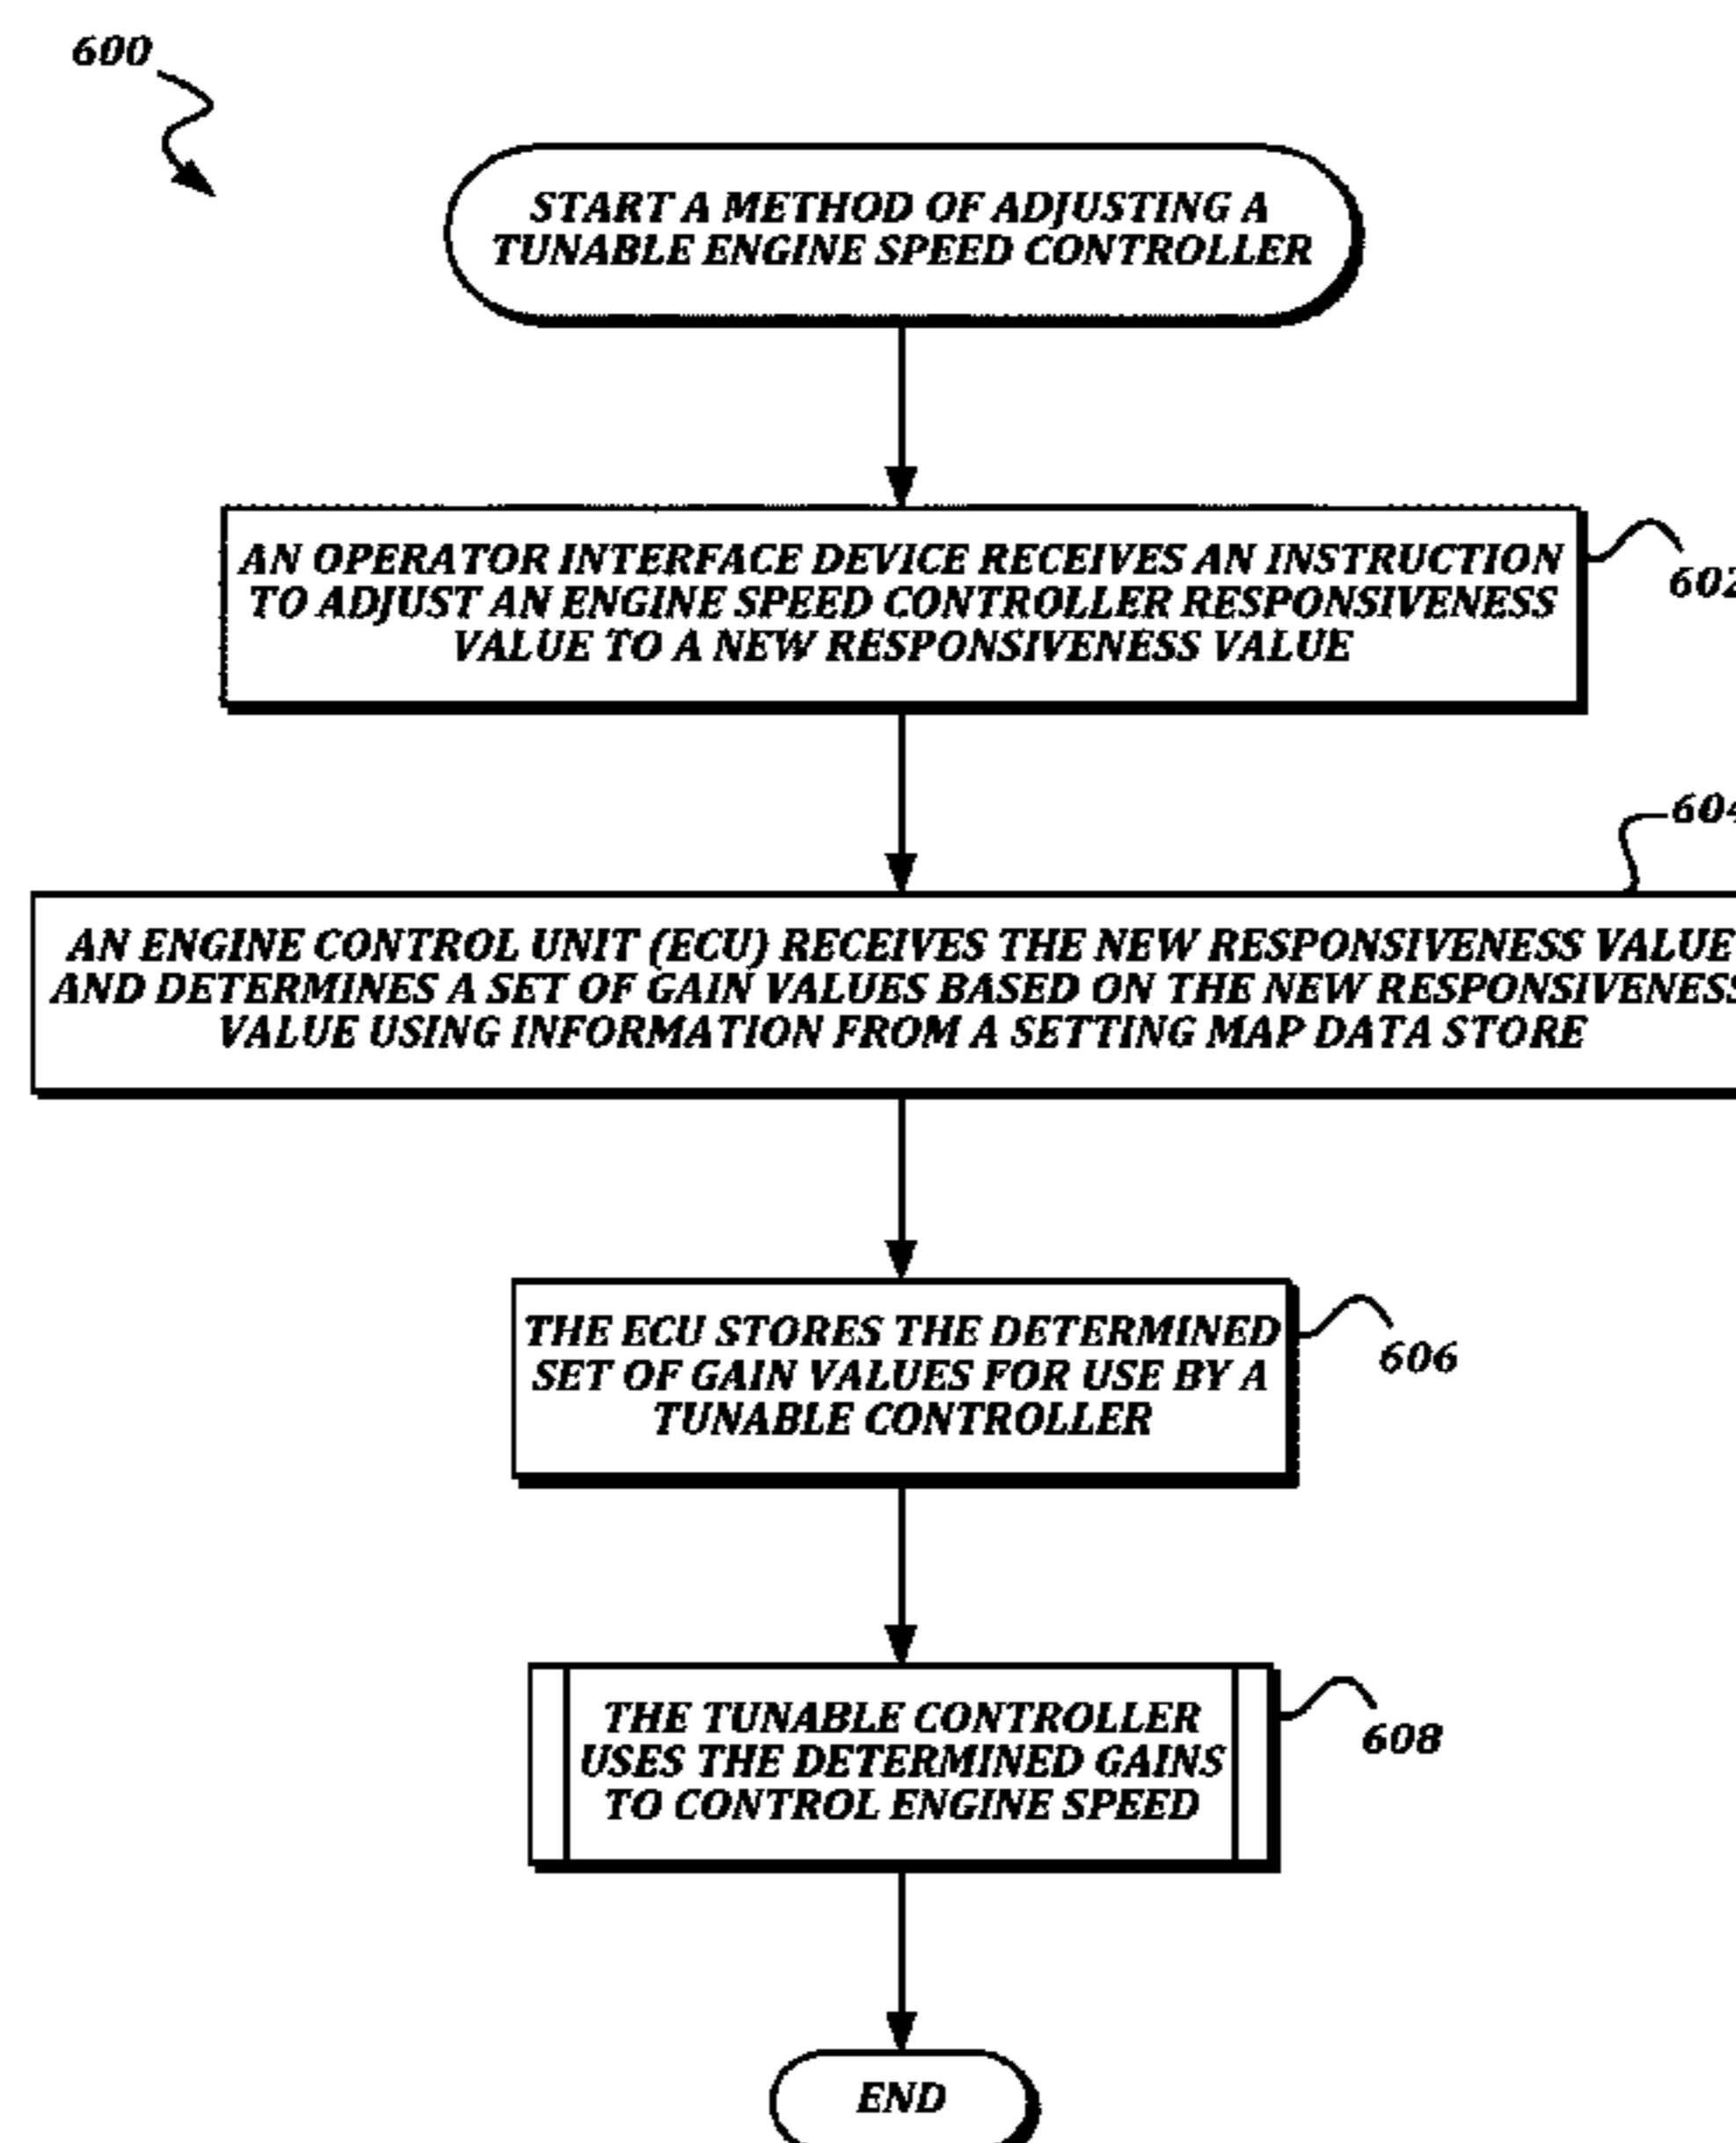 600
START A METHOD OF ADJUSTING A
TUNABLE ENGINE SPEED CONTROLLER
AN OPERATOR INTERFACE DEVICE RECEIVES AN INSTRUCTION
TO ADJUST AN ENGINE SPEED CONTROLLER RESPONSIVENESS
VALUE TO A NEW RESPONSIVENESS VALUE
602
604
AN ENGINE CONTROL UNIT (ECU) RECEIVES THE NEW RESPONSIVENESS VALUE
AND DETERMINES A SET OF GAIN VALUES BASED ON THE NEW RESPONSIVENESS
VALUE USING INFORMATION FROM A SETTING MAP DATA STORE
THE ECU STORES THE DETERMINED
SET OF GAIN VALUES FOR USE BY A
TUNABLE CONTROLLER
606
THE TUNABLE CONTROLLER
USES THE DETERMINED GAINS
TO CONTROL ENGINE SPEED
608
END